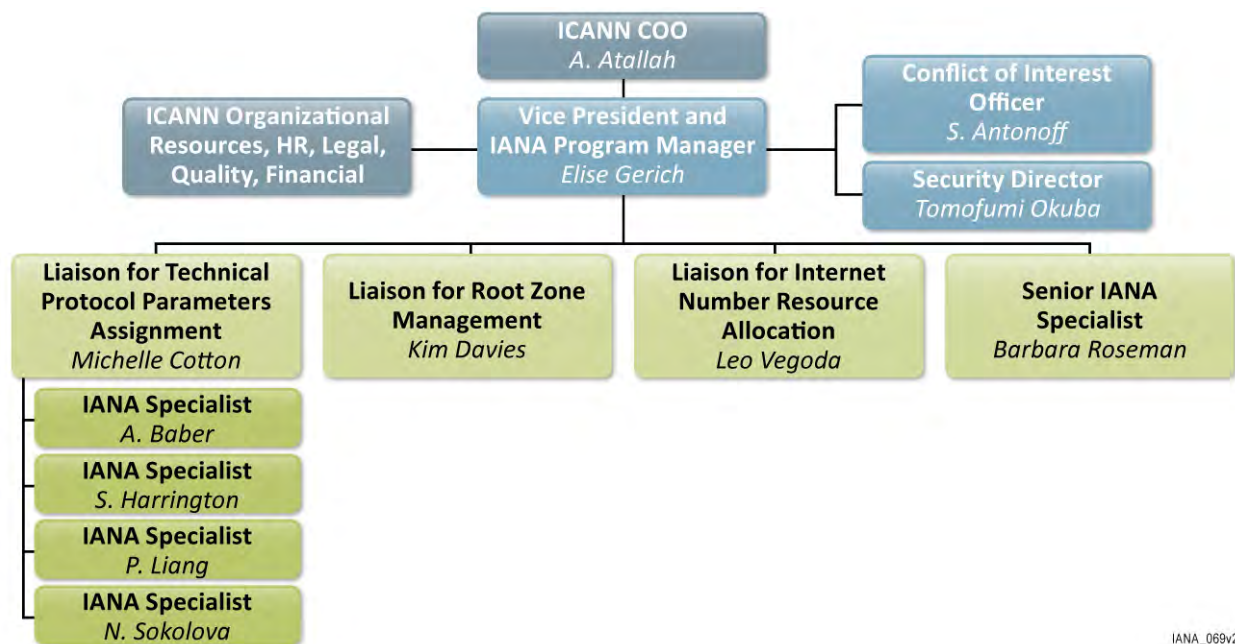 ICANN COO
A. Atallah
ICANN Organizational
Resources, HR, Legal,
Quality, Financial
Vice President and
IANA Program Manager
Elise Gerich
Conflict of Interest
Officer
S. Antonoff
Security Director
Tomofumi Okuba
Liaison for Technical
Protocol Parameters
Assignment
Michelle Cotton
Liaison for Root Zone
Management
Kim Davies
Liaison for Internet
Number Resource
Allocation
Leo Vegoda
Senior IANA
Specialist
Barbara Roseman
IANA Specialist
A. Baber
IANA Specialist
S. Harrington
IANA Specialist
P. Liang
IANA Specialist
N. Sokolova
IANA_069v2